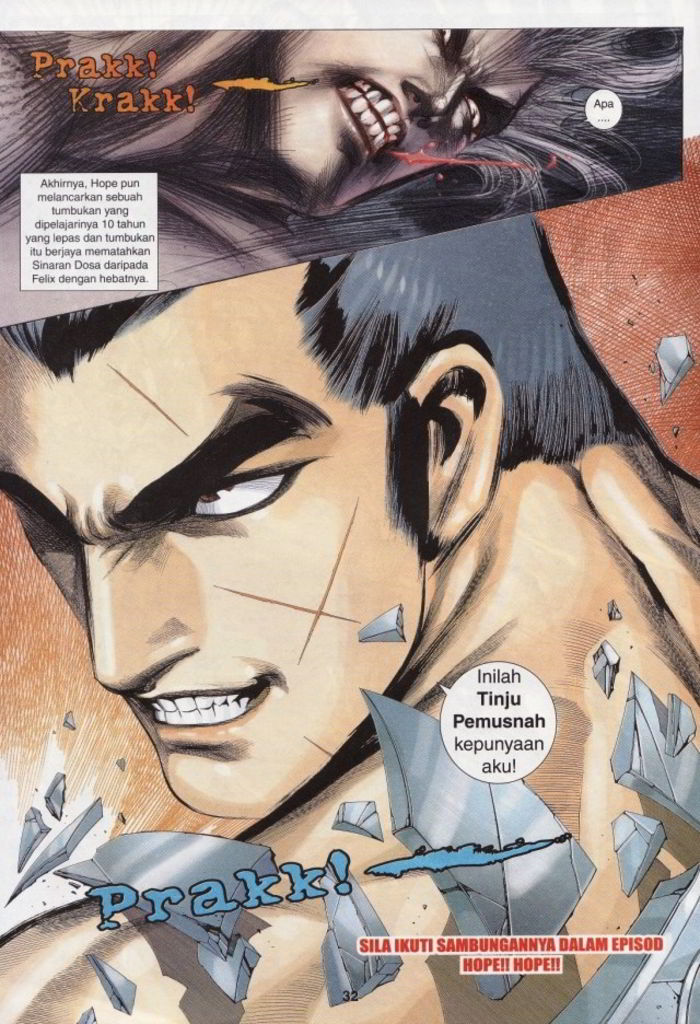 Prakk!
Krakk!
Apa
....
Akhirnya, Hope pun
melancarkan sebuah
tumbukan yang
dipelajarinya 10 tahun
yang lepas dan tumbukan
itu berjaya mematahkan
Sinaran Dosa daripada
Felix dengan hebatnya.
Inilah
Tinju
Pemusnah
kepunyaan
aku!
Prakk!
SILA IKUTI SAMBUNGANNYA DALAM EPISOD
HOPE!! HOPE!!
32